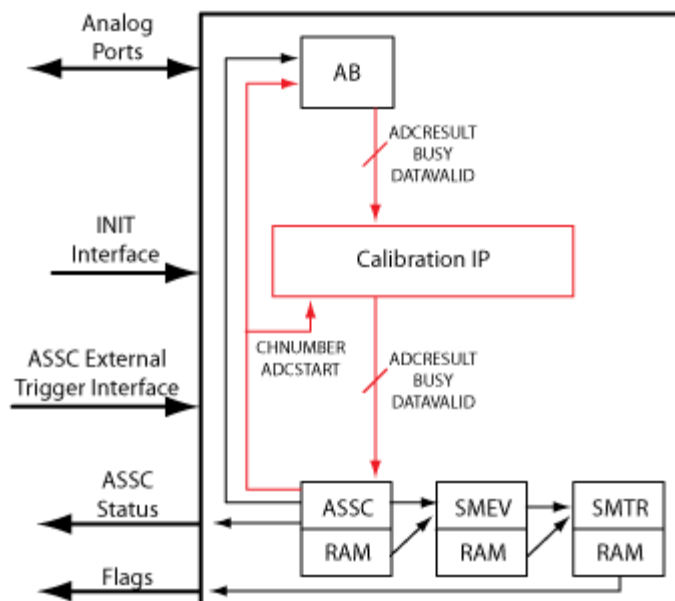 Analog
Ports
AB
ADCRESULT
BUSY
DATAVALID
INIT
Interface
Calibration IP
CHNUMBER
ADCSTART
ADCRESULT
BUSY
DATAVALID
ASSC External
Trigger Interface
ASSC
Status
ASSC
SMEV
SMTR
RAM
RAM
RAM
Flags